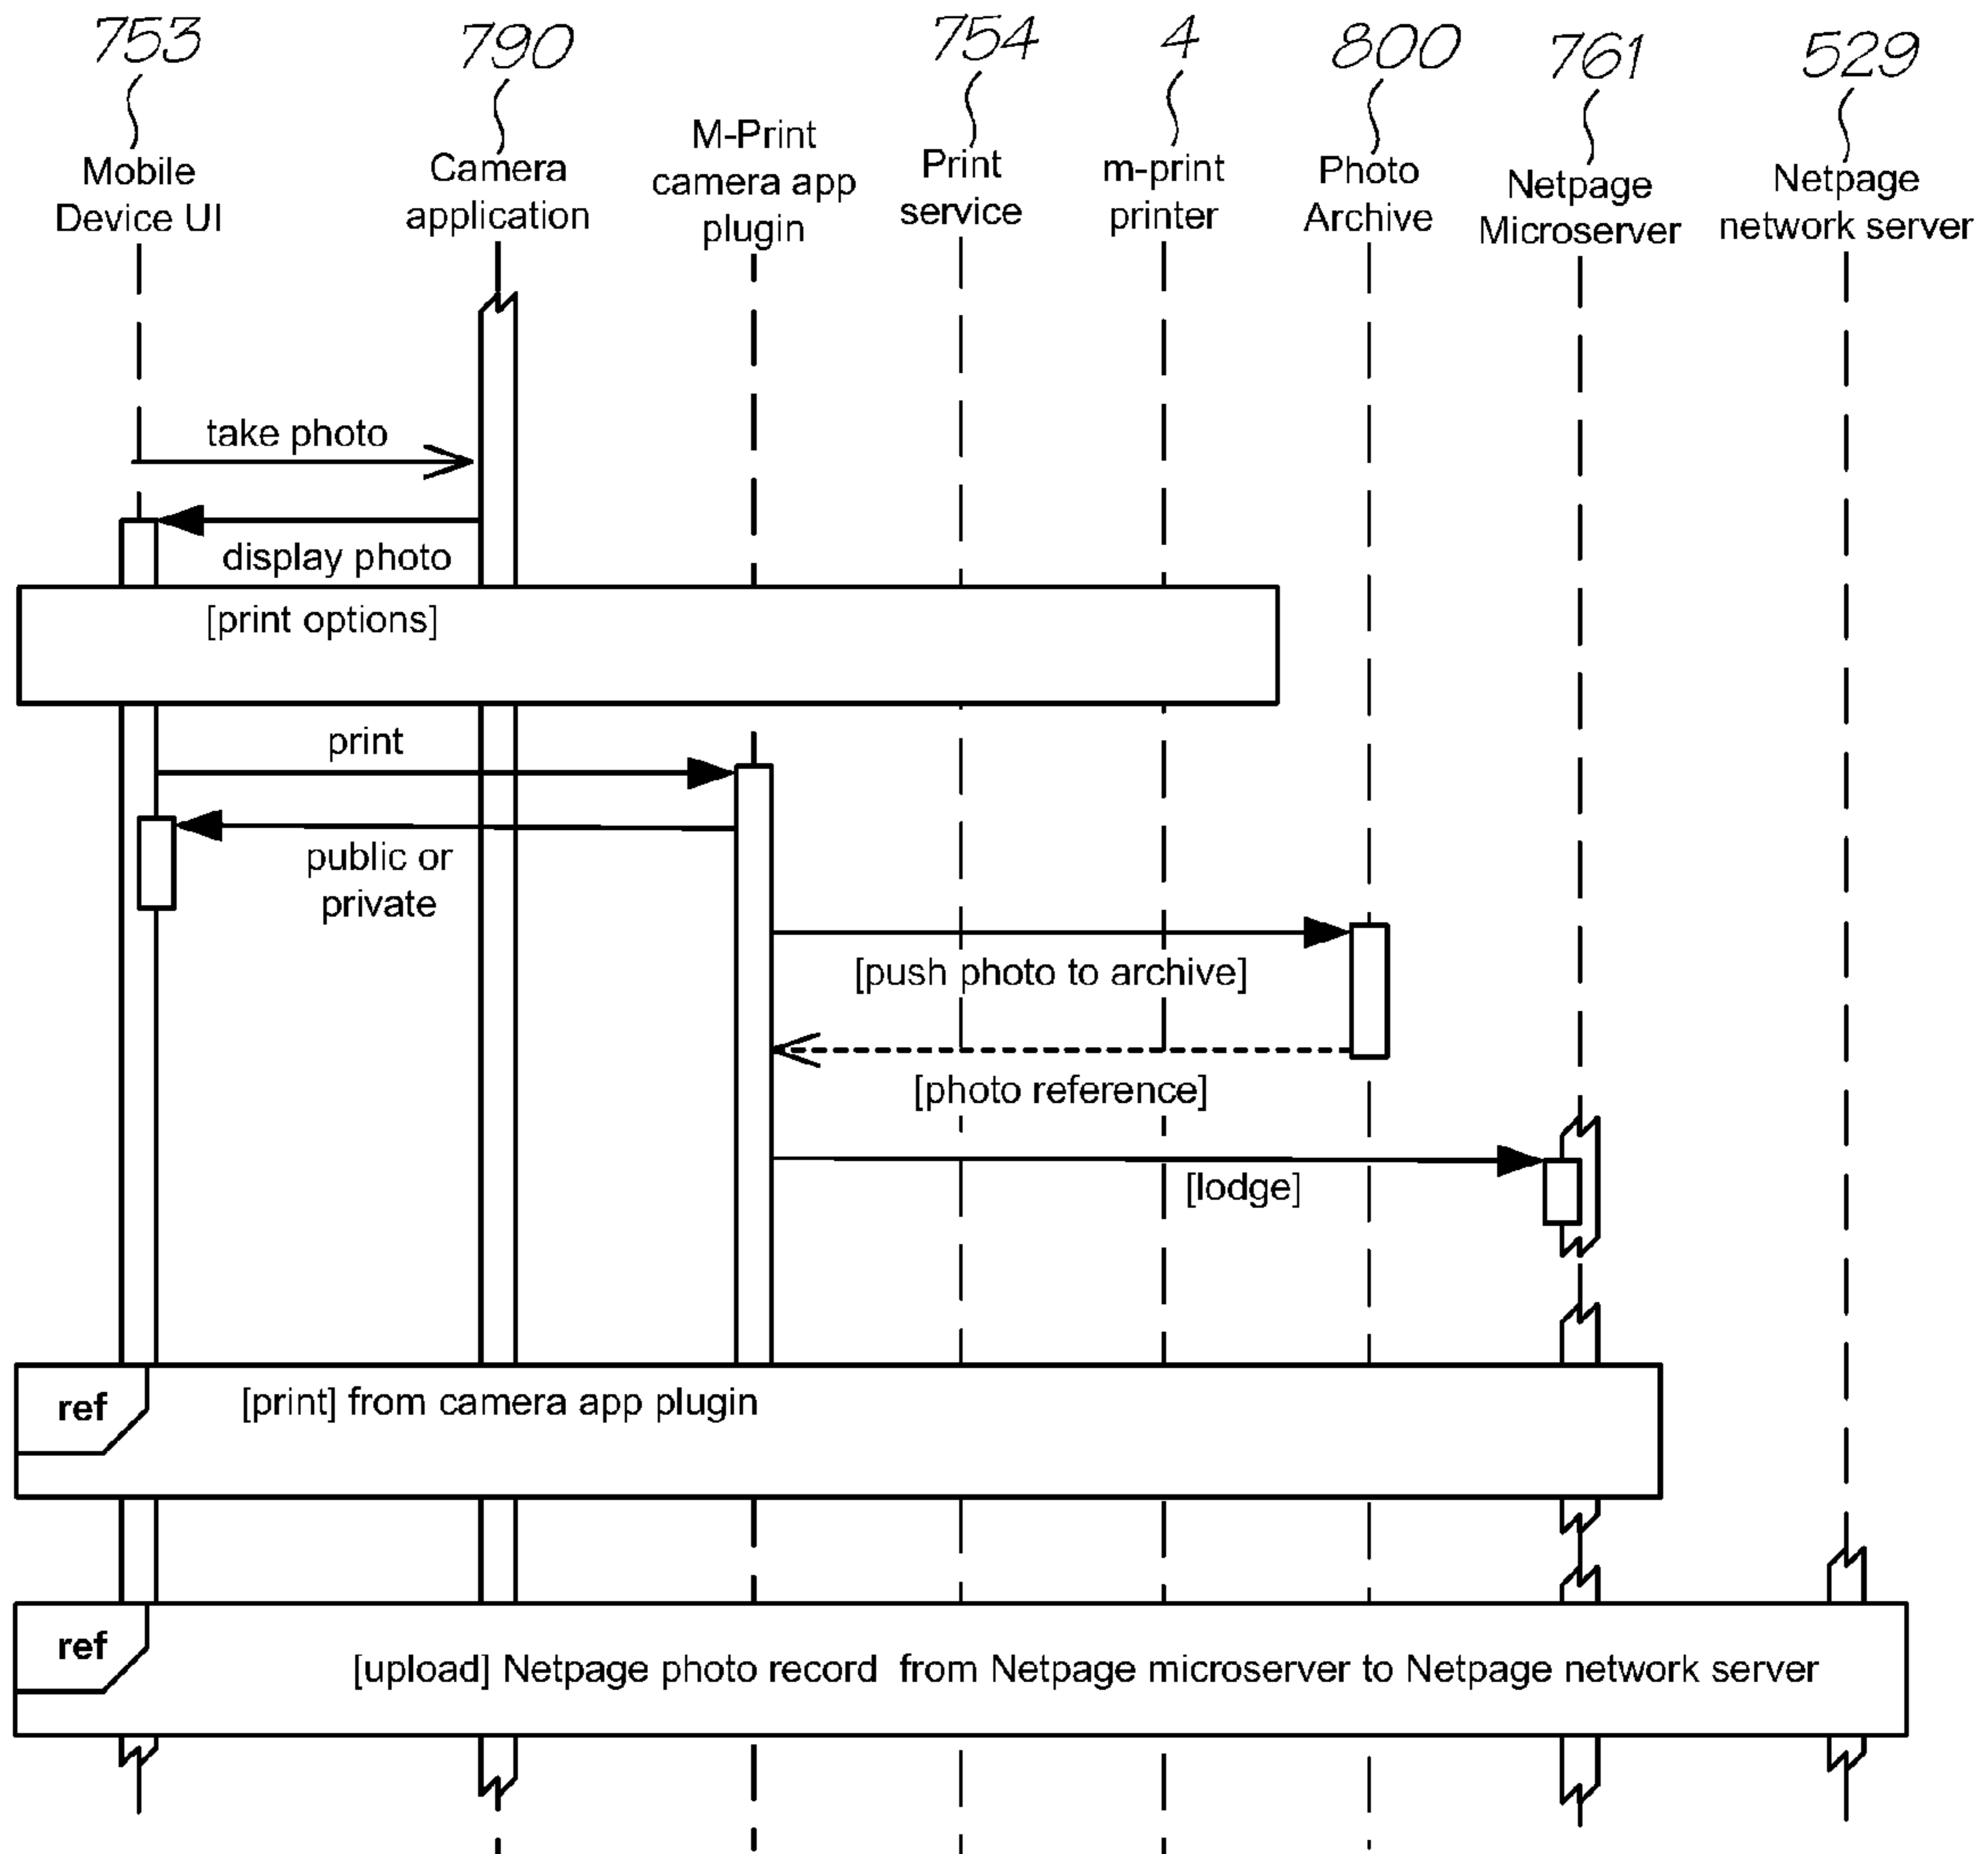 753
790
754
4
800
761
529
Mobile
Device UI
Camera
application
M-Print
camera app
plugin
Print
service
m-print
printer
Photo
Archive
Netpage
Microserver
Netpage
network server
take photo
display photo
[print options]
print
public or
private
[push photo to archive]
[photo reference]
[lodge]
ref
[print] from camera app plugin
ref
[upload] Netpage photo record from Netpage microserver to Netpage network server